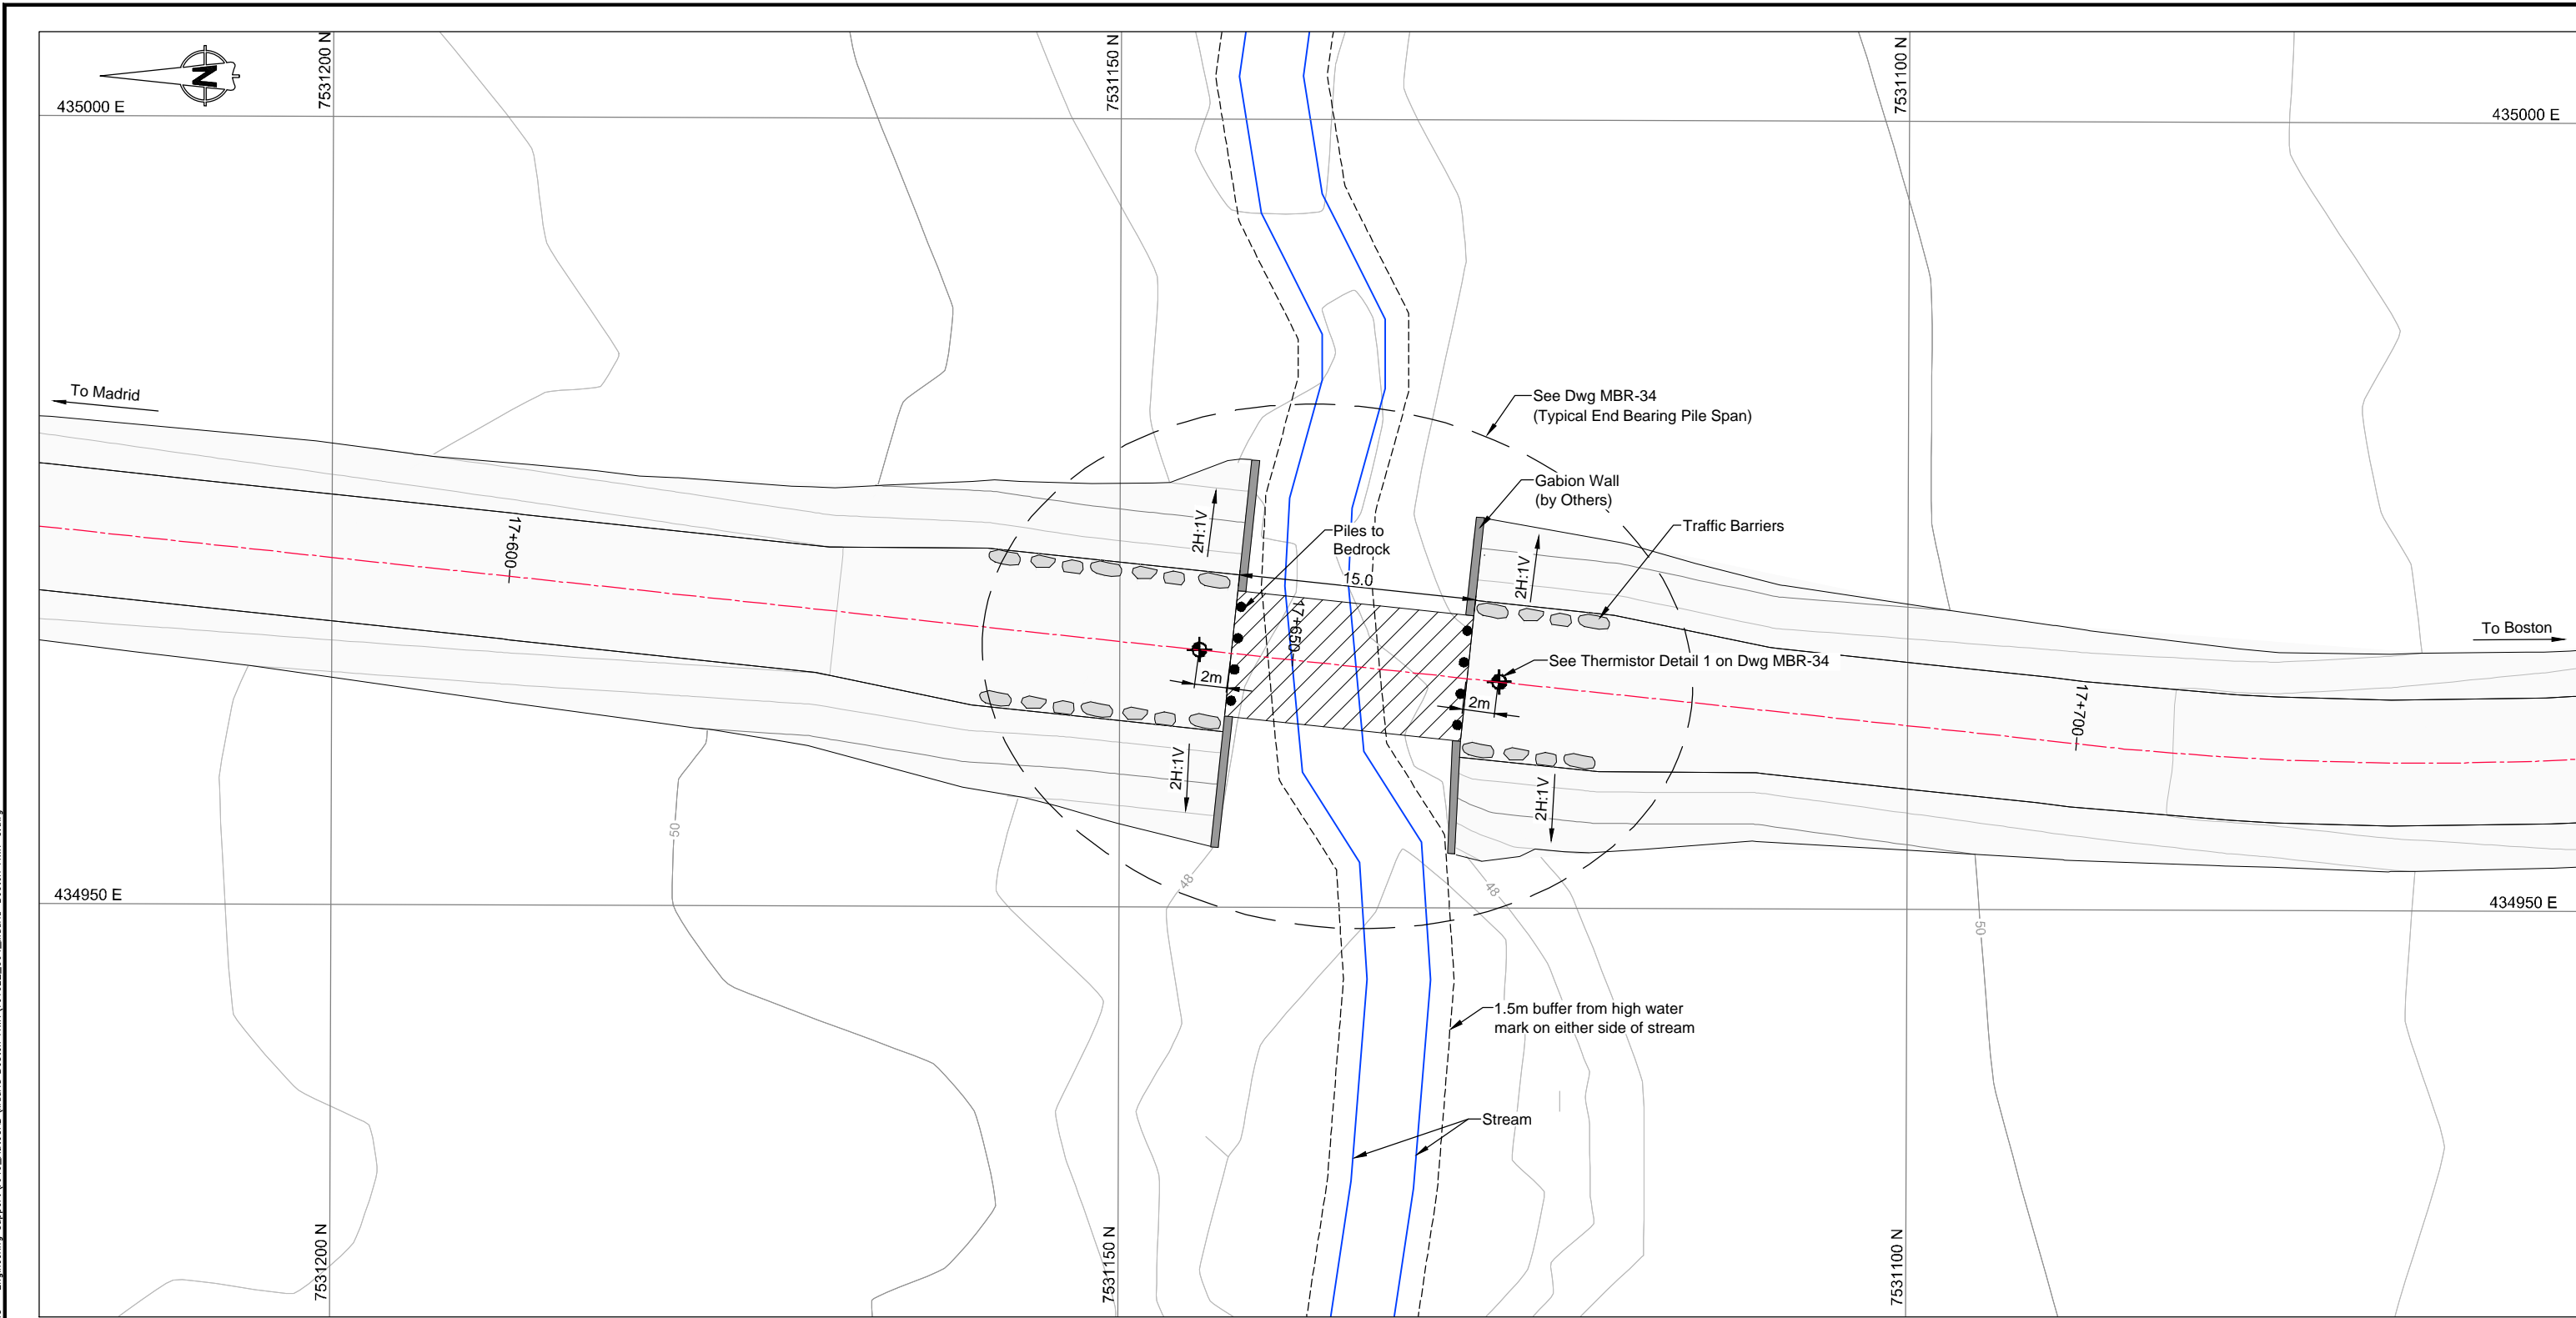 7531200 N
7531150 N
7531100 N
N
435000 E
435000 E
To Madrid
See Dwg MBR-34
(Typical End Bearing Pile Span)
Gabion Wall
(by Others)
Traffic Barriers
Piles to
Bedrock
2H:1V
2H:1V
17+600
15.0
17+650
To Boston
See Thermistor Detail 1 on Dwg MBR-34
2m
2m
17+700
2H:1V
2H:1V
50
48
48
434950 E
434950 E
50
1.5m buffer from high water
mark on either side of stream
Stream
7531200 N
7531150 N
7531100 N